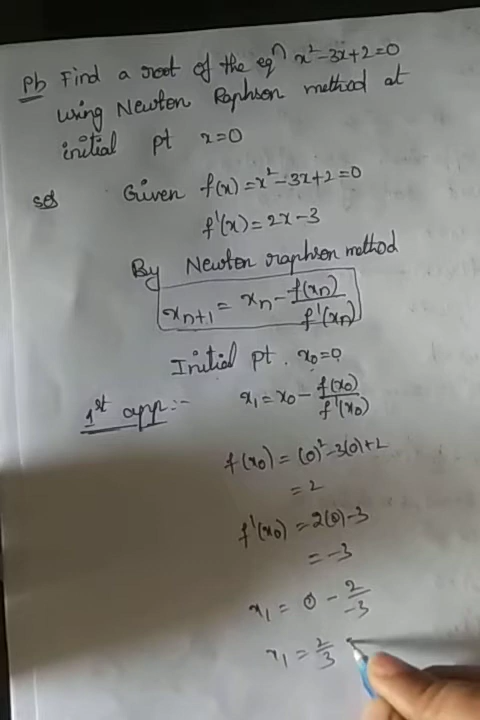 Pb Find a root of the eqⁿ x²-3x+2=0
using Newton Raphson method at
initial pt x=0
Sol Given f(x)=x²-3x+2=0
f'(x)=2x-3
By Newton raphson method
xₙ₊₁ = xₙ - f(xₙ)/f'(xₙ)
Initial pt. x₀=0
1st app:- x₁=x₀- f(x₀)/f'(x₀)
f(x₀)=(0)²-3(0)+2
=2
f'(x₀)=2(0)-3
=-3
x₁ = 0 - 2/-3
x₁ = 2/3